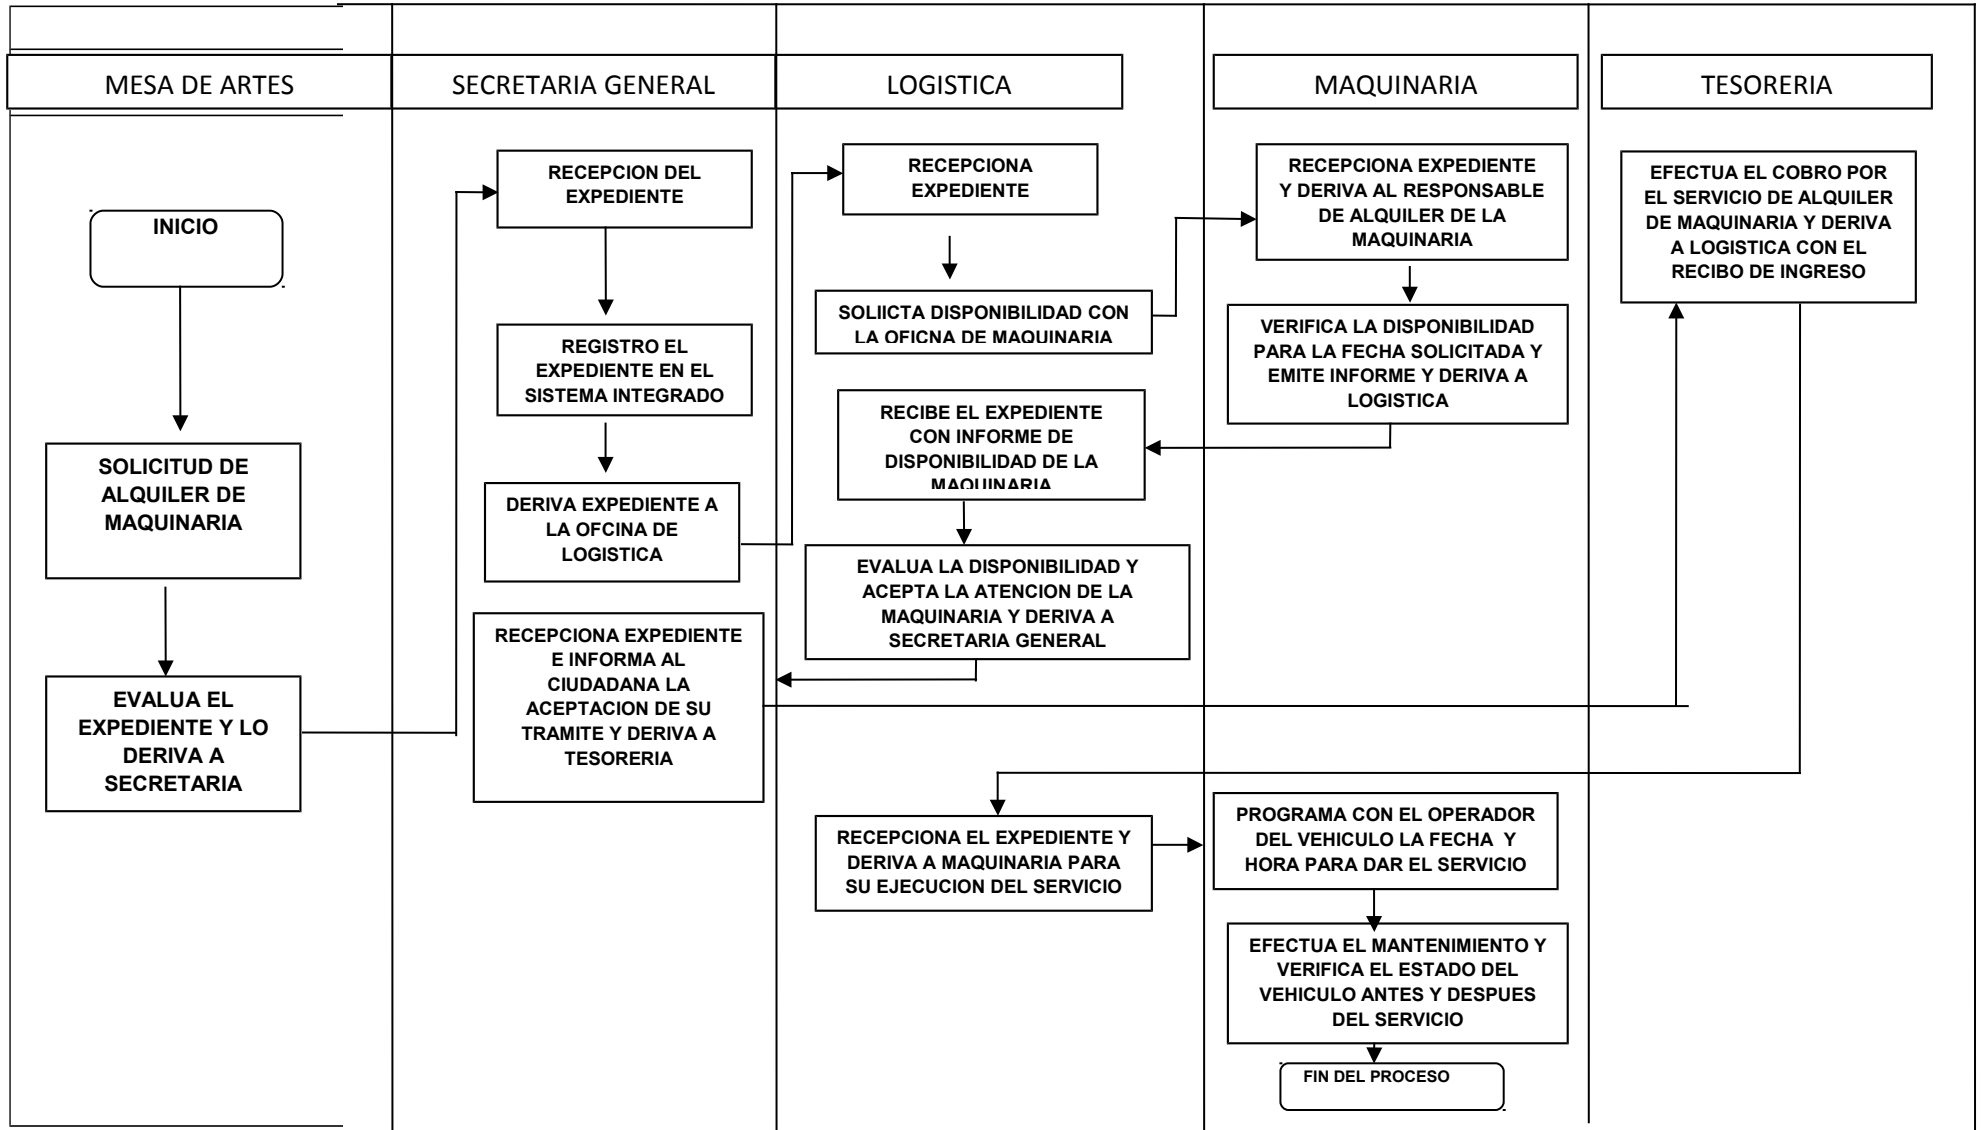 MESA DE ARTES
SECRETARIA GENERAL
LOGISTICA
MAQUINARIA
TESORERIA
INICIO
SOLICITUD DE
ALQUILER DE
MAQUINARIA
EVALUA EL
EXPEDIENTE Y LO
DERIVA A
SECRETARIA
RECEPCION DEL
EXPEDIENTE
REGISTRO EL
EXPEDIENTE EN EL
SISTEMA INTEGRADO
DERIVA EXPEDIENTE A
LA OFCINA DE
LOGISTICA
RECEPCIONA EXPEDIENTE
E INFORMA AL
CIUDADANA LA
ACEPTACION DE SU
TRAMITE Y DERIVA A
TESORERIA
RECEPCIONA
EXPEDIENTE
SOLIICTA DISPONIBILIDAD CON
LA OFICNA DE MAQUINARIA
RECIBE EL EXPEDIENTE
CON INFORME DE
DISPONIBILIDAD DE LA
MAQUINARIA
EVALUA LA DISPONIBILIDAD Y
ACEPTA LA ATENCION DE LA
MAQUINARIA Y DERIVA A
SECRETARIA GENERAL
RECEPCIONA EL EXPEDIENTE Y
DERIVA A MAQUINARIA PARA
SU EJECUCION DEL SERVICIO
RECEPCIONA EXPEDIENTE
Y DERIVA AL RESPONSABLE
DE ALQUILER DE LA
MAQUINARIA
VERIFICA LA DISPONIBILIDAD
PARA LA FECHA SOLICITADA Y
EMITE INFORME Y DERIVA A
LOGISTICA
PROGRAMA CON EL OPERADOR
DEL VEHICULO LA FECHA Y
HORA PARA DAR EL SERVICIO
EFECTUA EL MANTENIMIENTO Y
VERIFICA EL ESTADO DEL
VEHICULO ANTES Y DESPUES
DEL SERVICIO
FIN DEL PROCESO
EFECTUA EL COBRO POR
EL SERVICIO DE ALQUILER
DE MAQUINARIA Y DERIVA
A LOGISTICA CON EL
RECIBO DE INGRESO